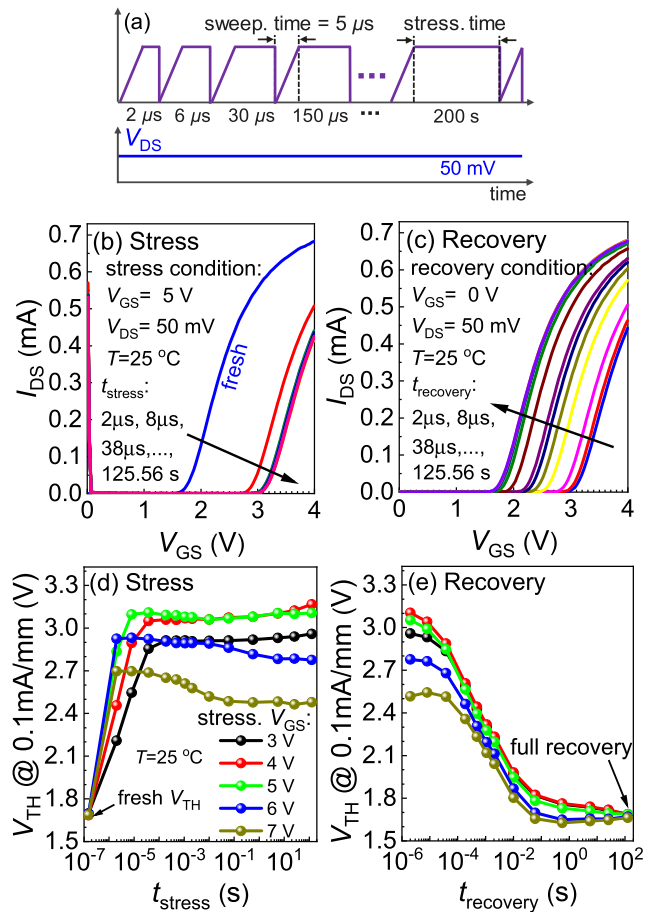 (a)
sweep. time = 5 µs
stress. time
2 µs 6 µs 30 µs 150 µs ... 200 s
V_DS
50 mV
time
(b) Stress
stress condition:
V_GS= 5 V
V_DS= 50 mV
T=25 °C
t_stress:
2µs, 8µs,
38µs,...,
125.56 s
fresh
0.7
0.6
0.5
0.4
0.3
0.2
0.1
0.0
I_DS (mA)
0 1 2 3 4
V_GS (V)
(c) Recovery
recovery condition:
V_GS= 0 V
V_DS= 50 mV
T=25 °C
t_recovery:
2µs, 8µs,
38µs,...,
125.56 s
0.7
0.6
0.5
0.4
0.3
0.2
0.1
0.0
I_DS (mA)
0 1 2 3 4
V_GS (V)
(d) Stress
3.3
3.0
2.7
2.4
2.1
1.8
1.5
V_TH @ 0.1mA/mm (V)
stress. V_GS:
T=25 °C
3 V
4 V
5 V
6 V
7 V
fresh V_TH
10^-7 10^-5 10^-3 10^-1 10^1
t_stress (s)
(e) Recovery
3.3
3.0
2.7
2.4
2.1
1.8
1.5
V_TH @ 0.1mA/mm (V)
full recovery
10^-6 10^-4 10^-2 10^0 10^2
t_recovery (s)